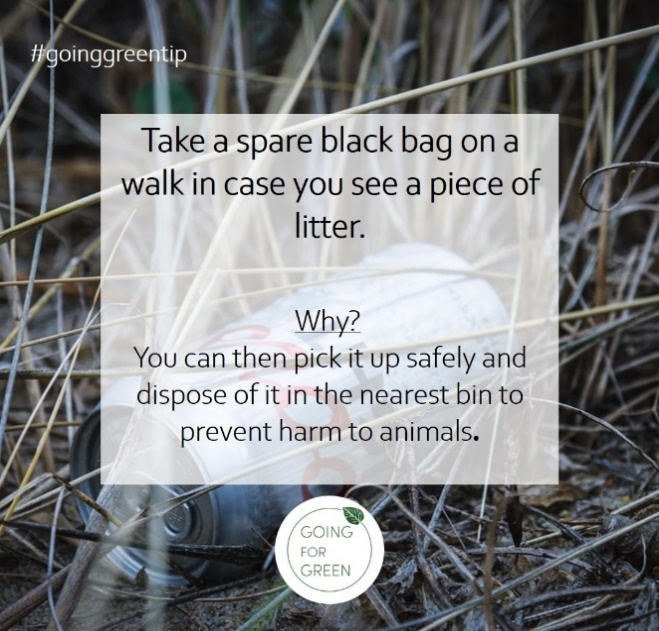 #goinggreentip
Take a spare black bag on a
walk in case you see a piece of
litter.
Why?
You can then pick it up safely and
dispose of it in the nearest bin to
prevent harm to animals.
GOING
FOR
GREEN